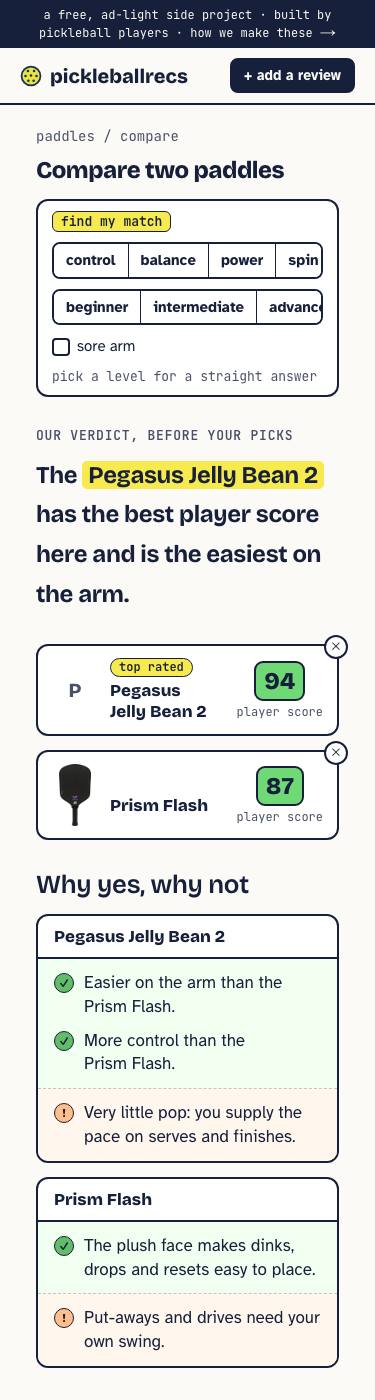 a free, ad-light side project · built by
pickleball players · how we make these →
pickleballrecs
+ add a review
paddles / compare
Compare two paddles
find my match
control balance power spin
beginner intermediate advanc
sore arm
pick a level for a straight answer
OUR VERDICT, BEFORE YOUR PICKS
The Pegasus Jelly Bean 2
has the best player score
here and is the easiest on
the arm.
P
top rated
Pegasus
Jelly Bean 2
94
player score
Prism Flash
87
player score
Why yes, why not
Pegasus Jelly Bean 2
Easier on the arm than the
Prism Flash.
More control than the
Prism Flash.
Very little pop: you supply the
pace on serves and finishes.
Prism Flash
The plush face makes dinks,
drops and resets easy to place.
Put-aways and drives need your
own swing.